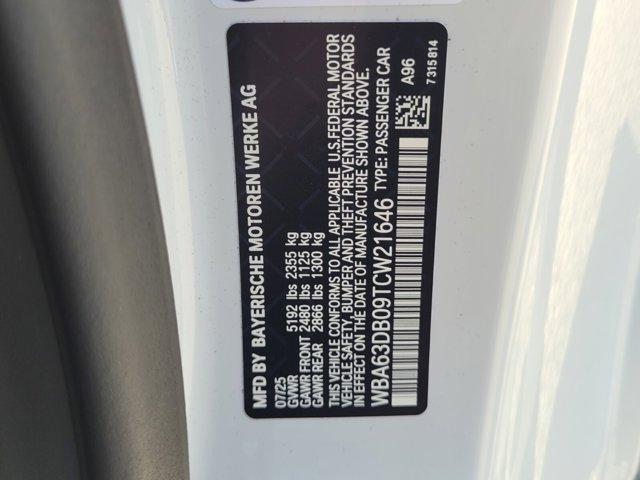 MFD BY BAYERISCHE MOTOREN WERKE AG
07/25
GVWR 5192 lbs 2355 kg
GAWR FRONT 2480 lbs 1125 kg
GAWR REAR 2866 lbs 1300 kg
THIS VEHICLE CONFORMS TO ALL APPLICABLE U.S. FEDERAL MOTOR
VEHICLE SAFETY, BUMPER AND THEFT PREVENTION STANDARDS
IN EFFECT ON THE DATE OF MANUFACTURE SHOWN ABOVE.
WBA63DB09TCW21646 TYPE: PASSENGER CAR
A96
7315814